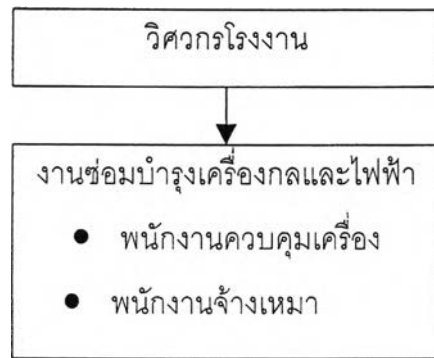 วิศวกรโรงงาน
งานซ่อมบำรุงเครื่องกลและไฟฟ้า
● พนักงานควบคุมเครื่อง
● พนักงานจ้างเหมา